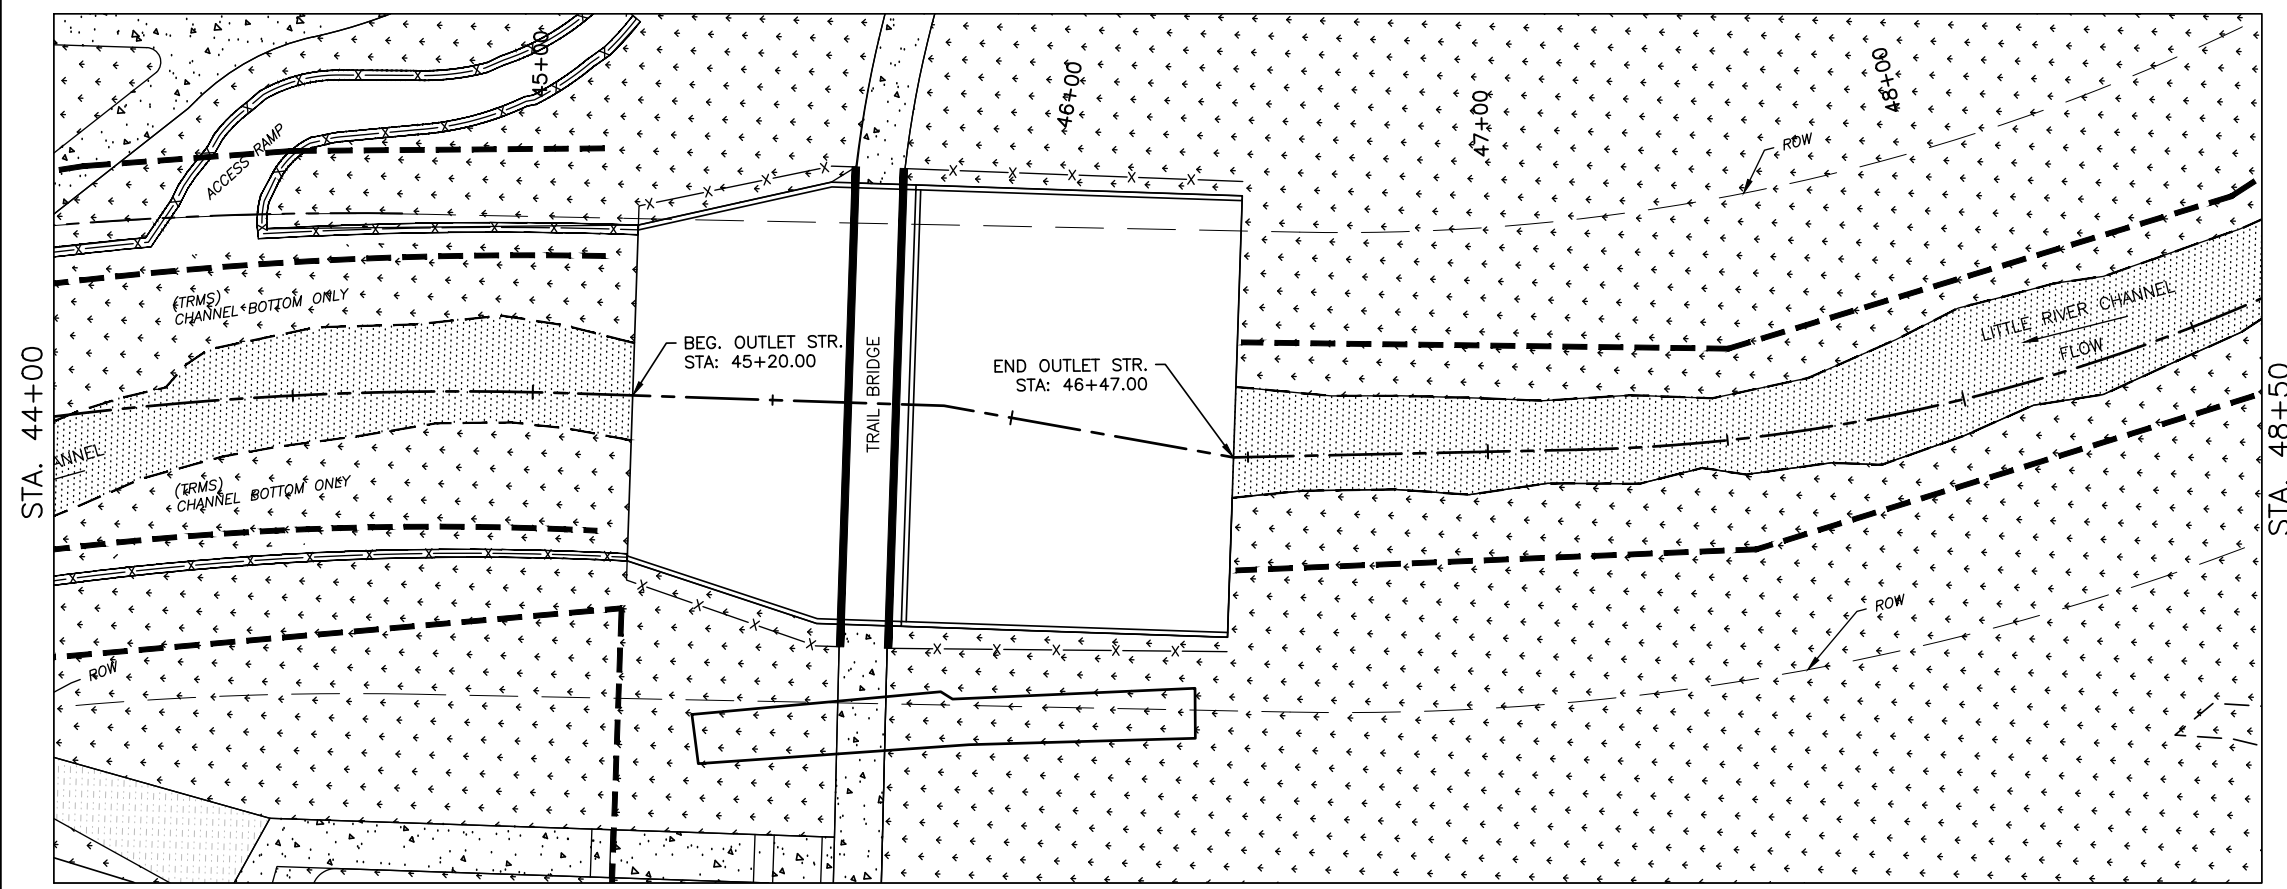 45+00
46+00
47+00
48+00
ROW
ACCESS RAMP
(TRMS)
CHANNEL BOTTOM ONLY
BEG. OUTLET STR.
STA: 45+20.00
TRAIL BRIDGE
END OUTLET STR.
STA: 46+47.00
LITTLE RIVER CHANNEL
FLOW
STA. 44+00
STA. 48+50
ANNEL
(TRMS)
CHANNEL BOTTOM ONLY
ROW
ROW